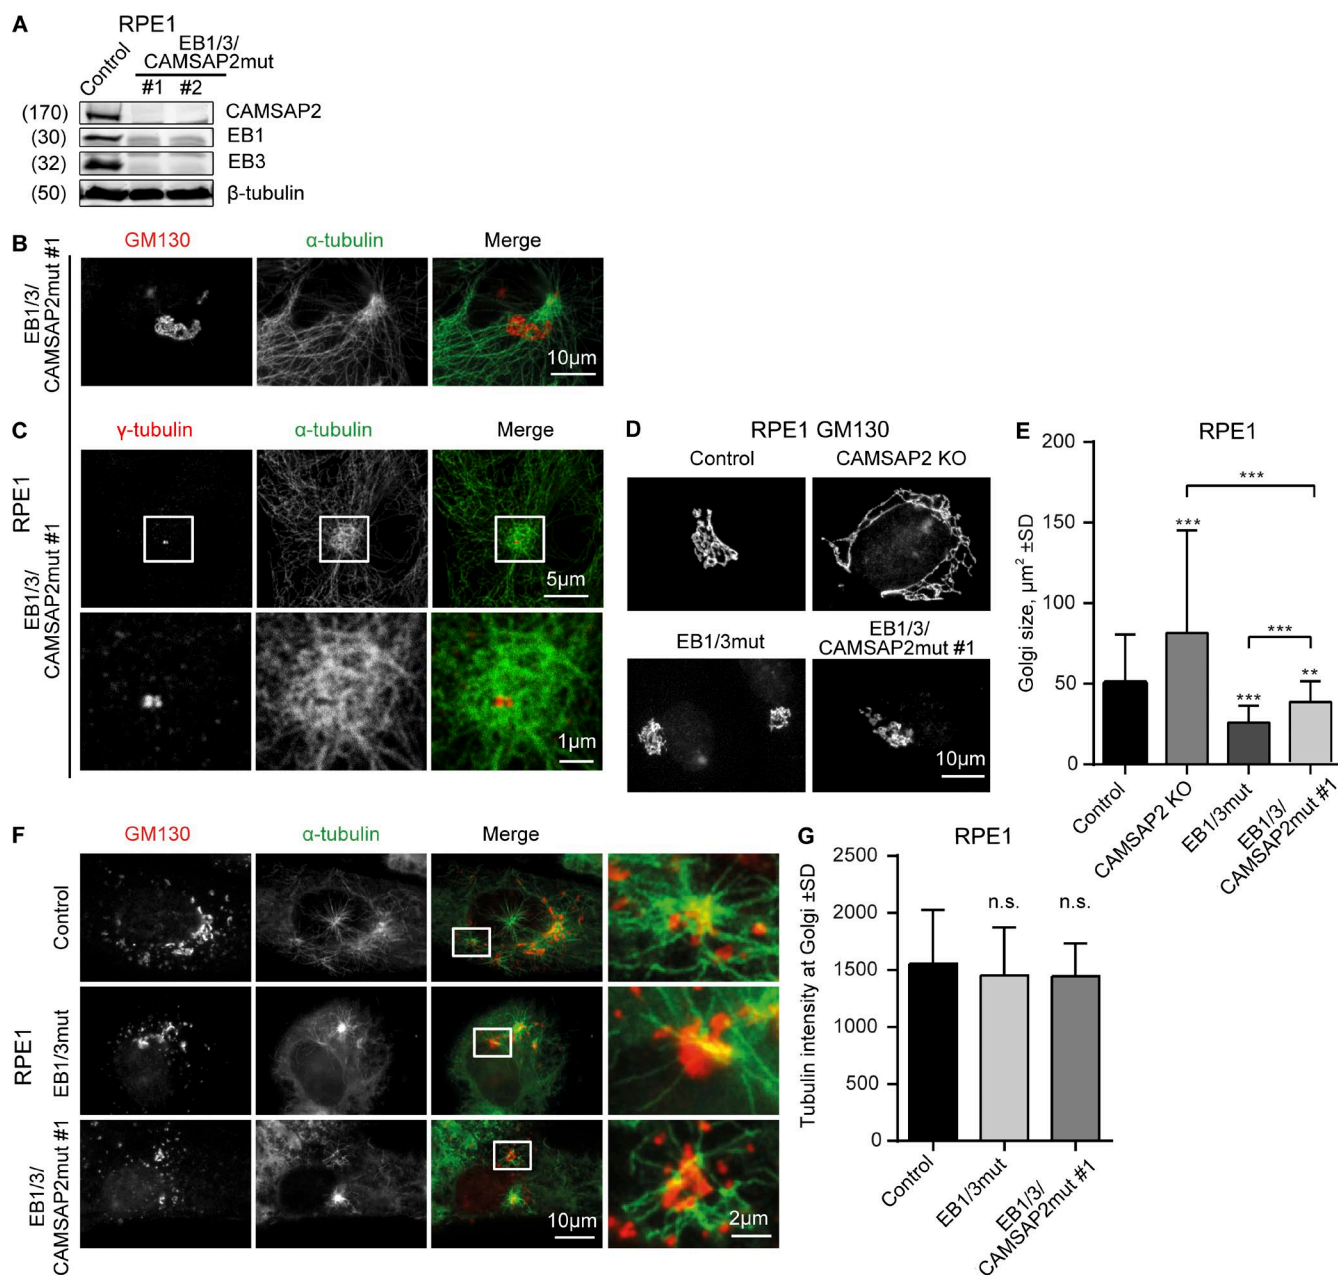 A
RPE1
Control
EB1/3/
CAMSAP2mut
#1 #2
(170) CAMSAP2
(30) EB1
(32) EB3
(50) β-tubulin
B
GM130 α-tubulin Merge
EB1/3/
CAMSAP2mut #1
10µm
C
γ-tubulin α-tubulin Merge
RPE1
EB1/3/
CAMSAP2mut #1
5µm
1µm
D
RPE1 GM130
Control CAMSAP2 KO
EB1/3mut
EB1/3/
CAMSAP2mut #1
10µm
E
RPE1
Golgi size, µm² ±SD
200
150
100
50
0
***
***
***
***
**
Control
CAMSAP2 KO
EB1/3mut
EB1/3/
CAMSAP2mut #1
F
GM130 α-tubulin Merge
RPE1
Control
EB1/3mut
EB1/3/
CAMSAP2mut #1
10µm
2µm
G
RPE1
Tubulin intensity at Golgi ±SD
2500
2000
1500
1000
500
0
n.s. n.s.
Control
EB1/3mut
EB1/3/
CAMSAP2mut #1